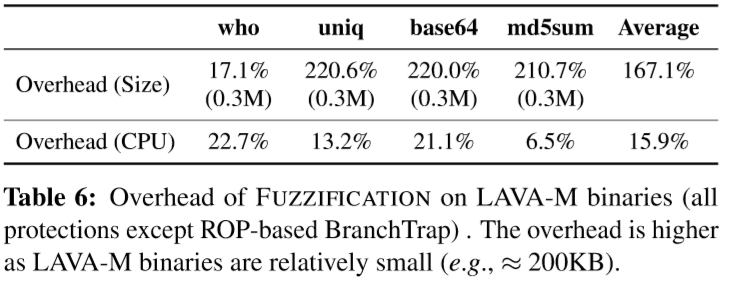 who uniq base64 md5sum Average
Overhead (Size) 17.1% 220.6% 220.0% 210.7% 167.1%
(0.3M) (0.3M) (0.3M) (0.3M)
Overhead (CPU) 22.7% 13.2% 21.1% 6.5% 15.9%
Table 6: Overhead of FUZZIFICATION on LAVA-M binaries (all
protections except ROP-based BranchTrap) . The overhead is higher
as LAVA-M binaries are relatively small (e.g., ≈ 200KB).